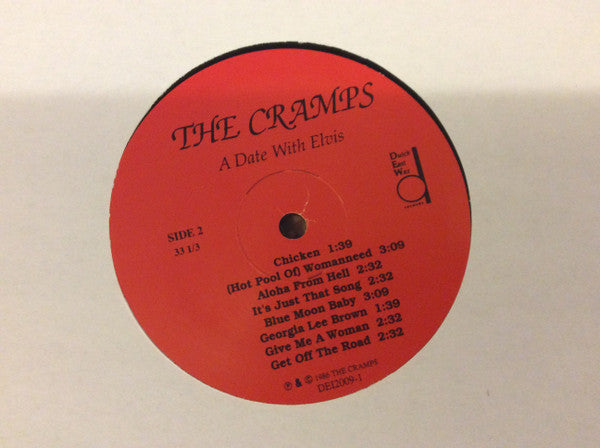 THE CRAMPS
A Date With Elvis
Dutch
East
Wax
RECORDS
SIDE 2
33 1/3
Chicken 1:39
(Hot Pool Of) Womanneed 3:09
Aloha From Hell 2:32
It's Just That Song 2:32
Blue Moon Baby 3:09
Georgia Lee Brown 1:39
Give Me A Woman 2:32
Get Off The Road 2:32
℗ & © 1986 THE CRAMPS
DEI2009-1